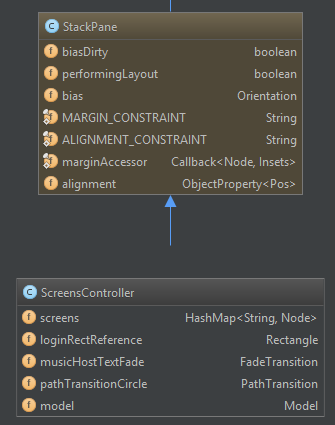 C StackPane
f biasDirty boolean
f performingLayout boolean
f bias Orientation
f MARGIN_CONSTRAINT String
f ALIGNMENT_CONSTRAINT String
f marginAccessor Callback<Node, Insets>
f alignment ObjectProperty<Pos>
C ScreensController
f screens HashMap<String, Node>
f loginRectReference Rectangle
f musicHostTextFade FadeTransition
f pathTransitionCircle PathTransition
f model Model